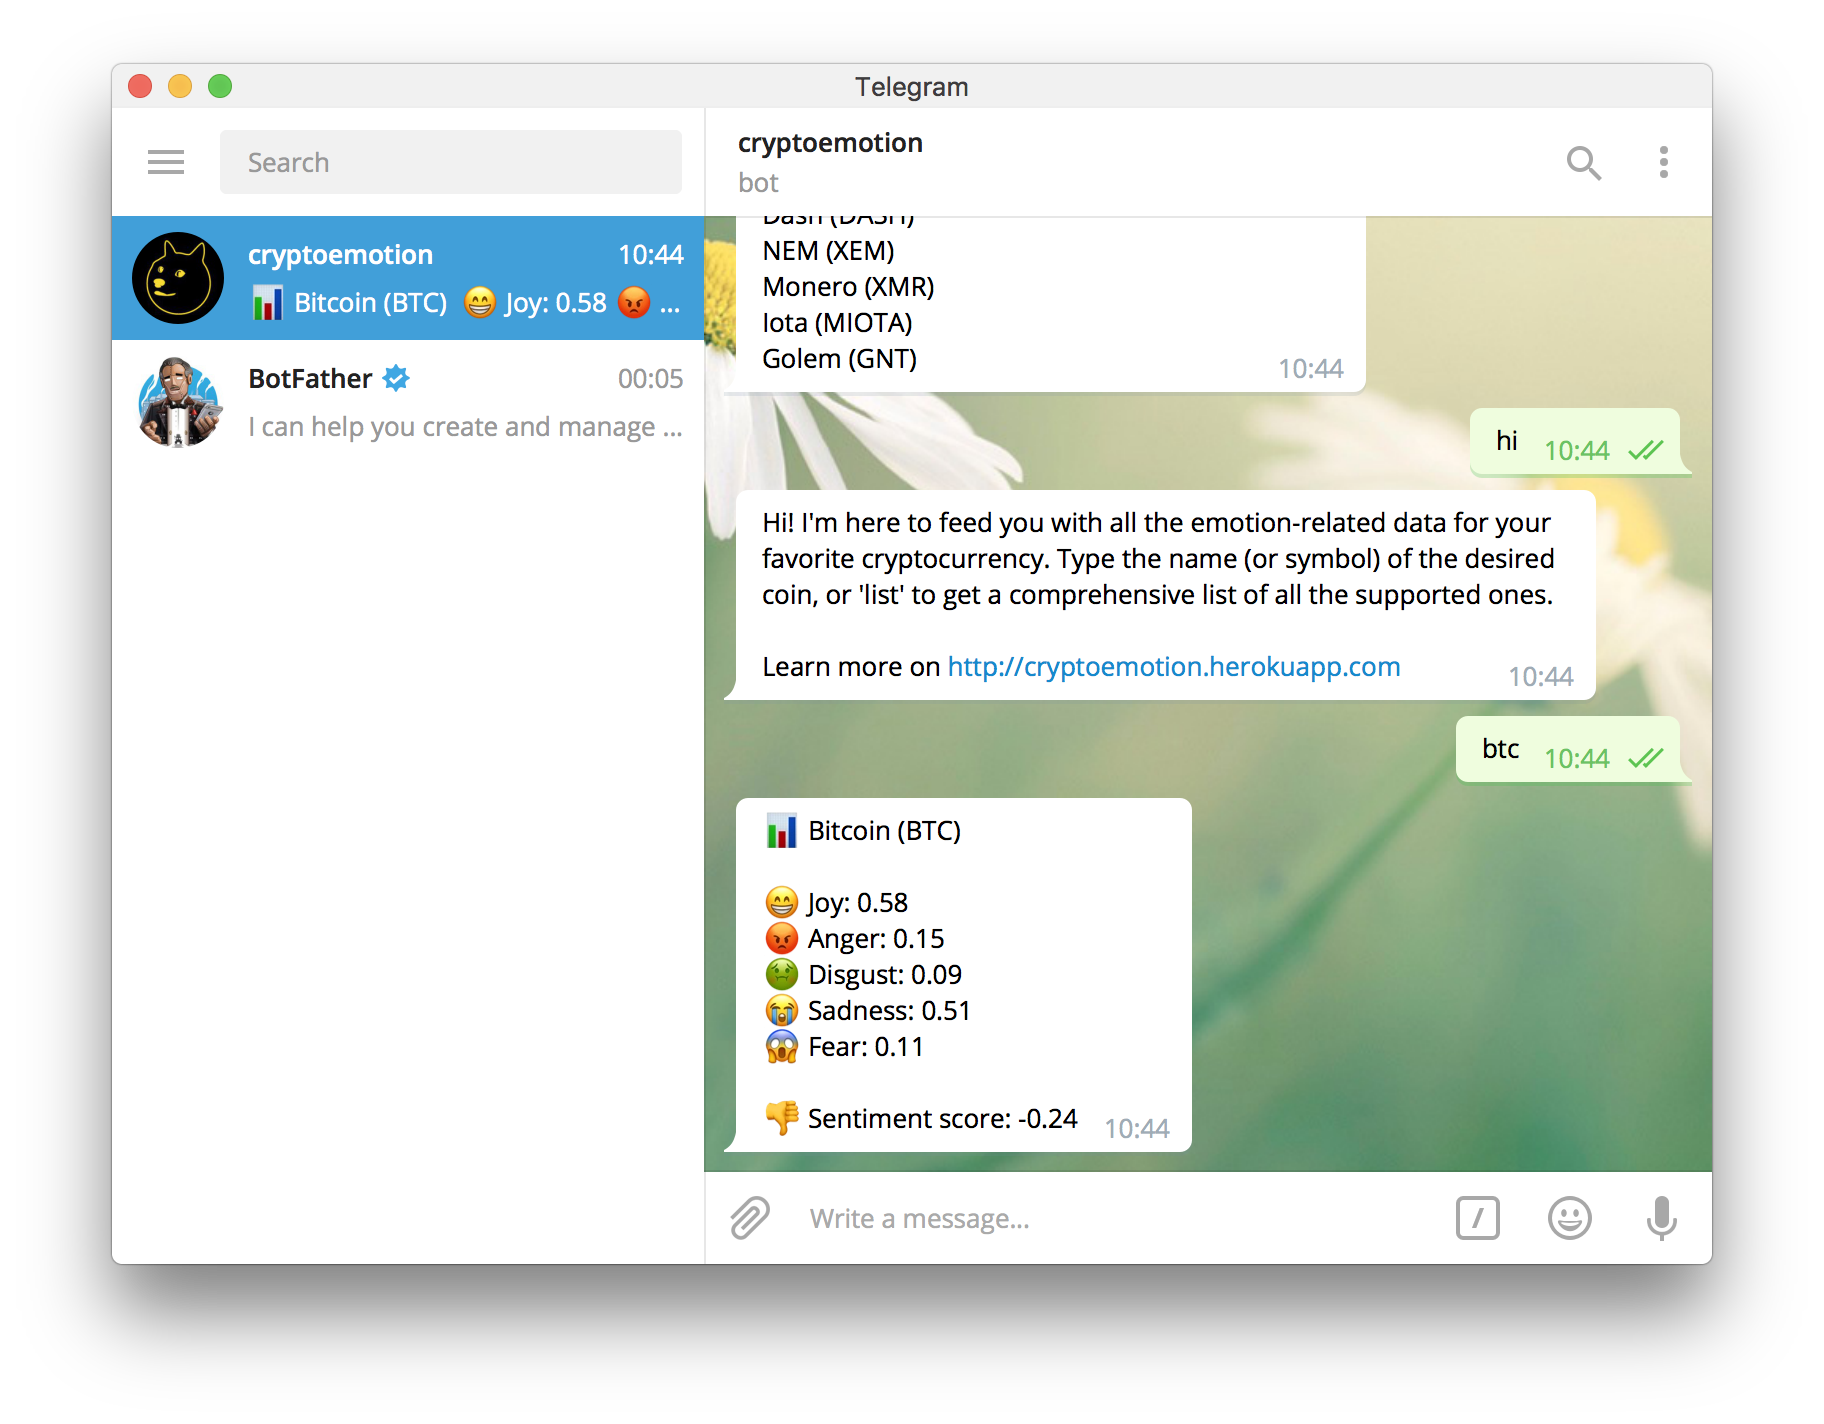 Telegram
Search
cryptoemotion
10:44
Bitcoin (BTC) Joy: 0.58 ...
BotFather
00:05
I can help you create and manage ...
cryptoemotion
bot
Dash (DASH)
NEM (XEM)
Monero (XMR)
Iota (MIOTA)
Golem (GNT)
10:44
hi 10:44
Hi! I'm here to feed you with all the emotion-related data for your
favorite cryptocurrency. Type the name (or symbol) of the desired
coin, or 'list' to get a comprehensive list of all the supported ones.
Learn more on http://cryptoemotion.herokuapp.com
10:44
btc 10:44
Bitcoin (BTC)
Joy: 0.58
Anger: 0.15
Disgust: 0.09
Sadness: 0.51
Fear: 0.11
Sentiment score: -0.24
10:44
Write a message...